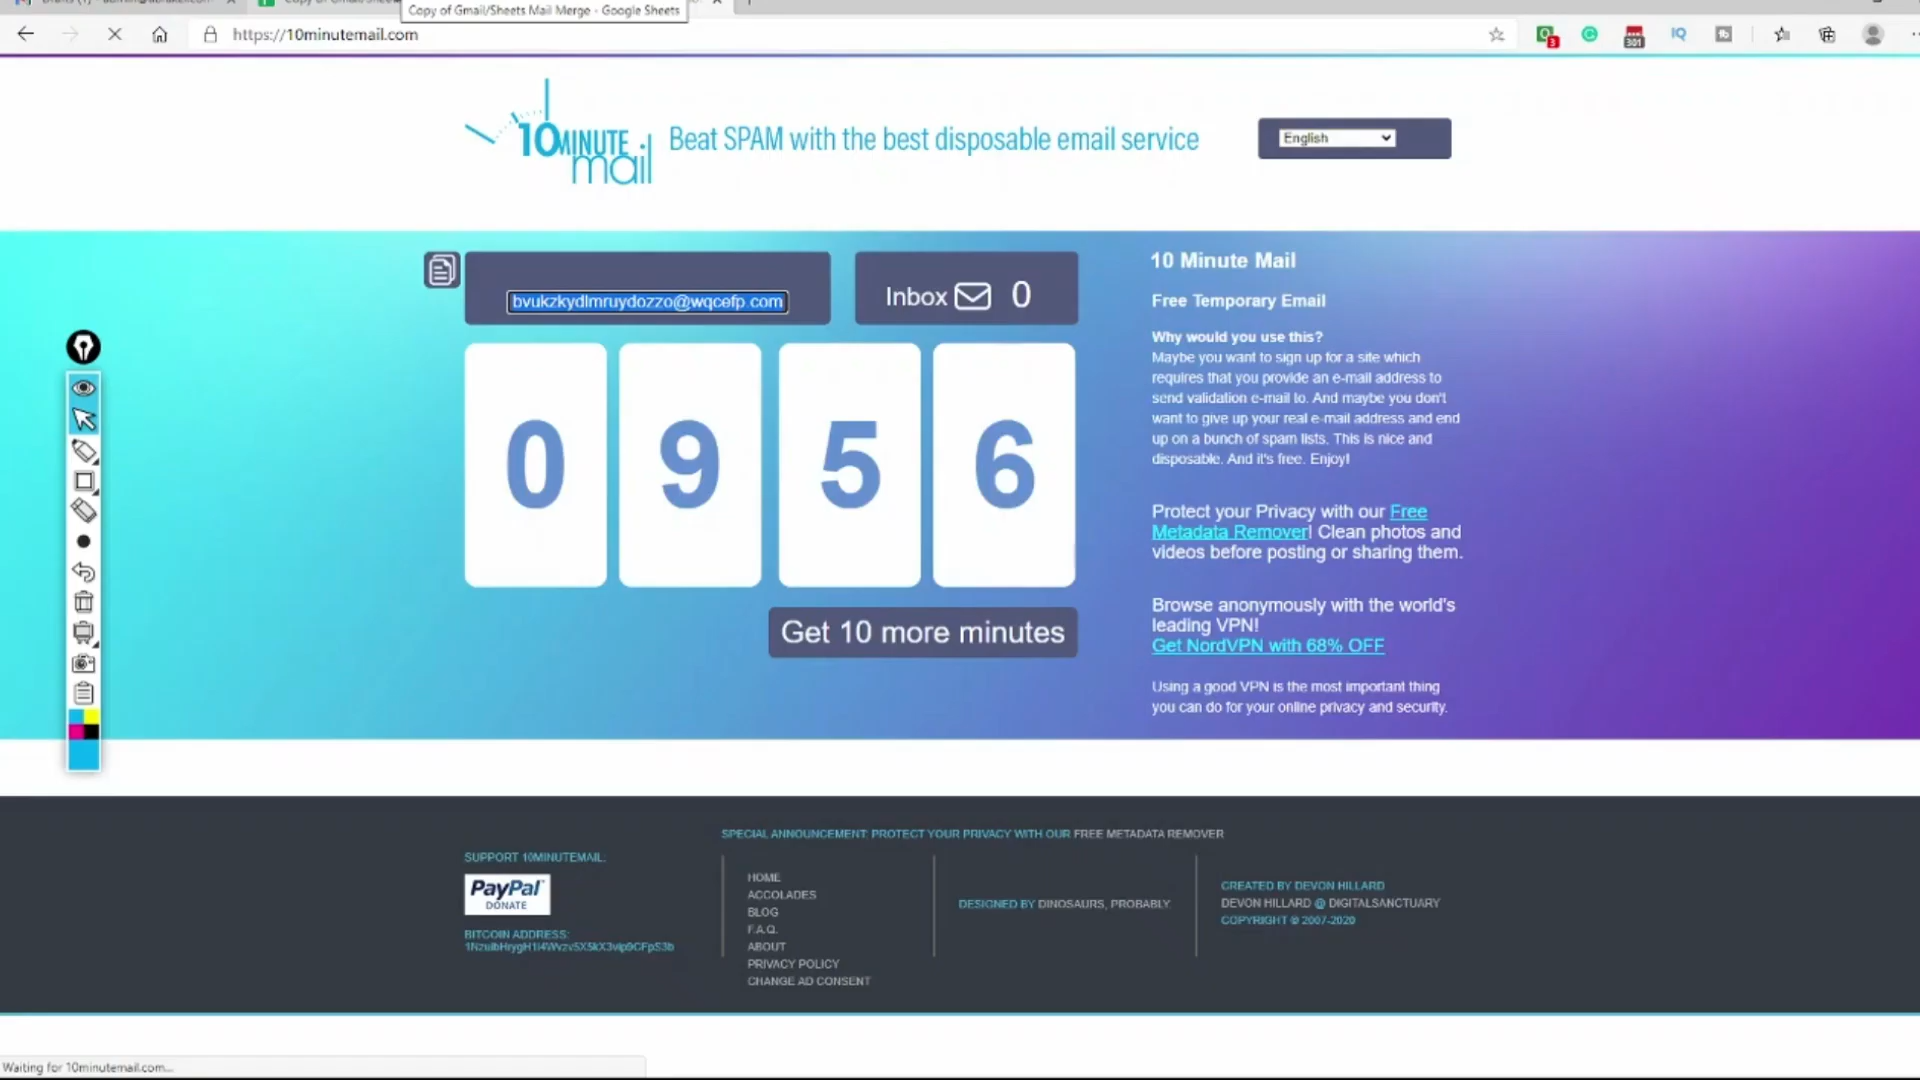 Copy of Gmail/Sheets Mail Merge - Google Sheets
https://10minutemail.com
3
301
10MINUTE
mail
Beat SPAM with the best disposable email service
English
bvukzkydlmruydozzo@wqcefp.com
Inbox 0
0 9 5 6
Get 10 more minutes
10 Minute Mail
Free Temporary Email
Why would you use this?
Maybe you want to sign up for a site which
requires that you provide an e-mail address to
send validation e-mail to. And maybe you don't
want to give up your real e-mail address and end
up on a bunch of spam lists. This is nice and
disposable. And it's free. Enjoy!
Protect your Privacy with our Free
Metadata Remover! Clean photos and
videos before posting or sharing them.
Browse anonymously with the world's
leading VPN!
Get NordVPN with 68% OFF
Using a good VPN is the most important thing
you can do for your online privacy and security.
SPECIAL ANNOUNCEMENT: PROTECT YOUR PRIVACY WITH OUR FREE METADATA REMOVER
SUPPORT 10MINUTEMAIL:
PayPal
DONATE
BITCOIN ADDRESS:
HOME
ACCOLADES
BLOG
F.A.Q.
ABOUT
PRIVACY POLICY
CHANGE AD CONSENT
DESIGNED BY DINOSAURS, PROBABLY.
CREATED BY DEVON HILLARD
DEVON HILLARD @ DIGITALSANCTUARY
COPYRIGHT © 2007-2020
Waiting for 10minutemail.com...